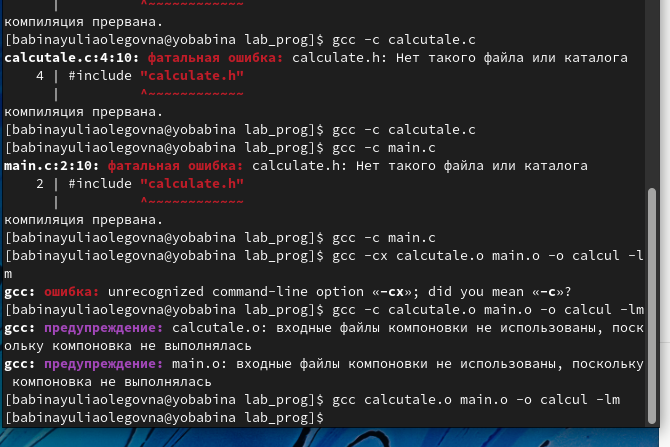 компиляция прервана.
[babinayuliaolegovna@yobabina lab_prog]$ gcc -c calcutale.c
calcutale.c:4:10: фатальная ошибка: calculate.h: Нет такого файла или каталога
4 | #include "calculate.h"
| ^~~~~~~~~~~~~
компиляция прервана.
[babinayuliaolegovna@yobabina lab_prog]$ gcc -c calcutale.c
[babinayuliaolegovna@yobabina lab_prog]$ gcc -c main.c
main.c:2:10: фатальная ошибка: calculate.h: Нет такого файла или каталога
2 | #include "calculate.h"
| ^~~~~~~~~~~~~
компиляция прервана.
[babinayuliaolegovna@yobabina lab_prog]$ gcc -c main.c
[babinayuliaolegovna@yobabina lab_prog]$ gcc -cx calcutale.o main.o -o calcul -l
m
gcc: ошибка: unrecognized command-line option «-cx»; did you mean «-c»?
[babinayuliaolegovna@yobabina lab_prog]$ gcc -c calcutale.o main.o -o calcul -lm
gcc: предупреждение: calcutale.o: входные файлы компоновки не использованы, поск
ольку компоновка не выполнялась
gcc: предупреждение: main.o: входные файлы компоновки не использованы, поскольку
компоновка не выполнялась
[babinayuliaolegovna@yobabina lab_prog]$ gcc calcutale.o main.o -o calcul -lm
[babinayuliaolegovna@yobabina lab_prog]$